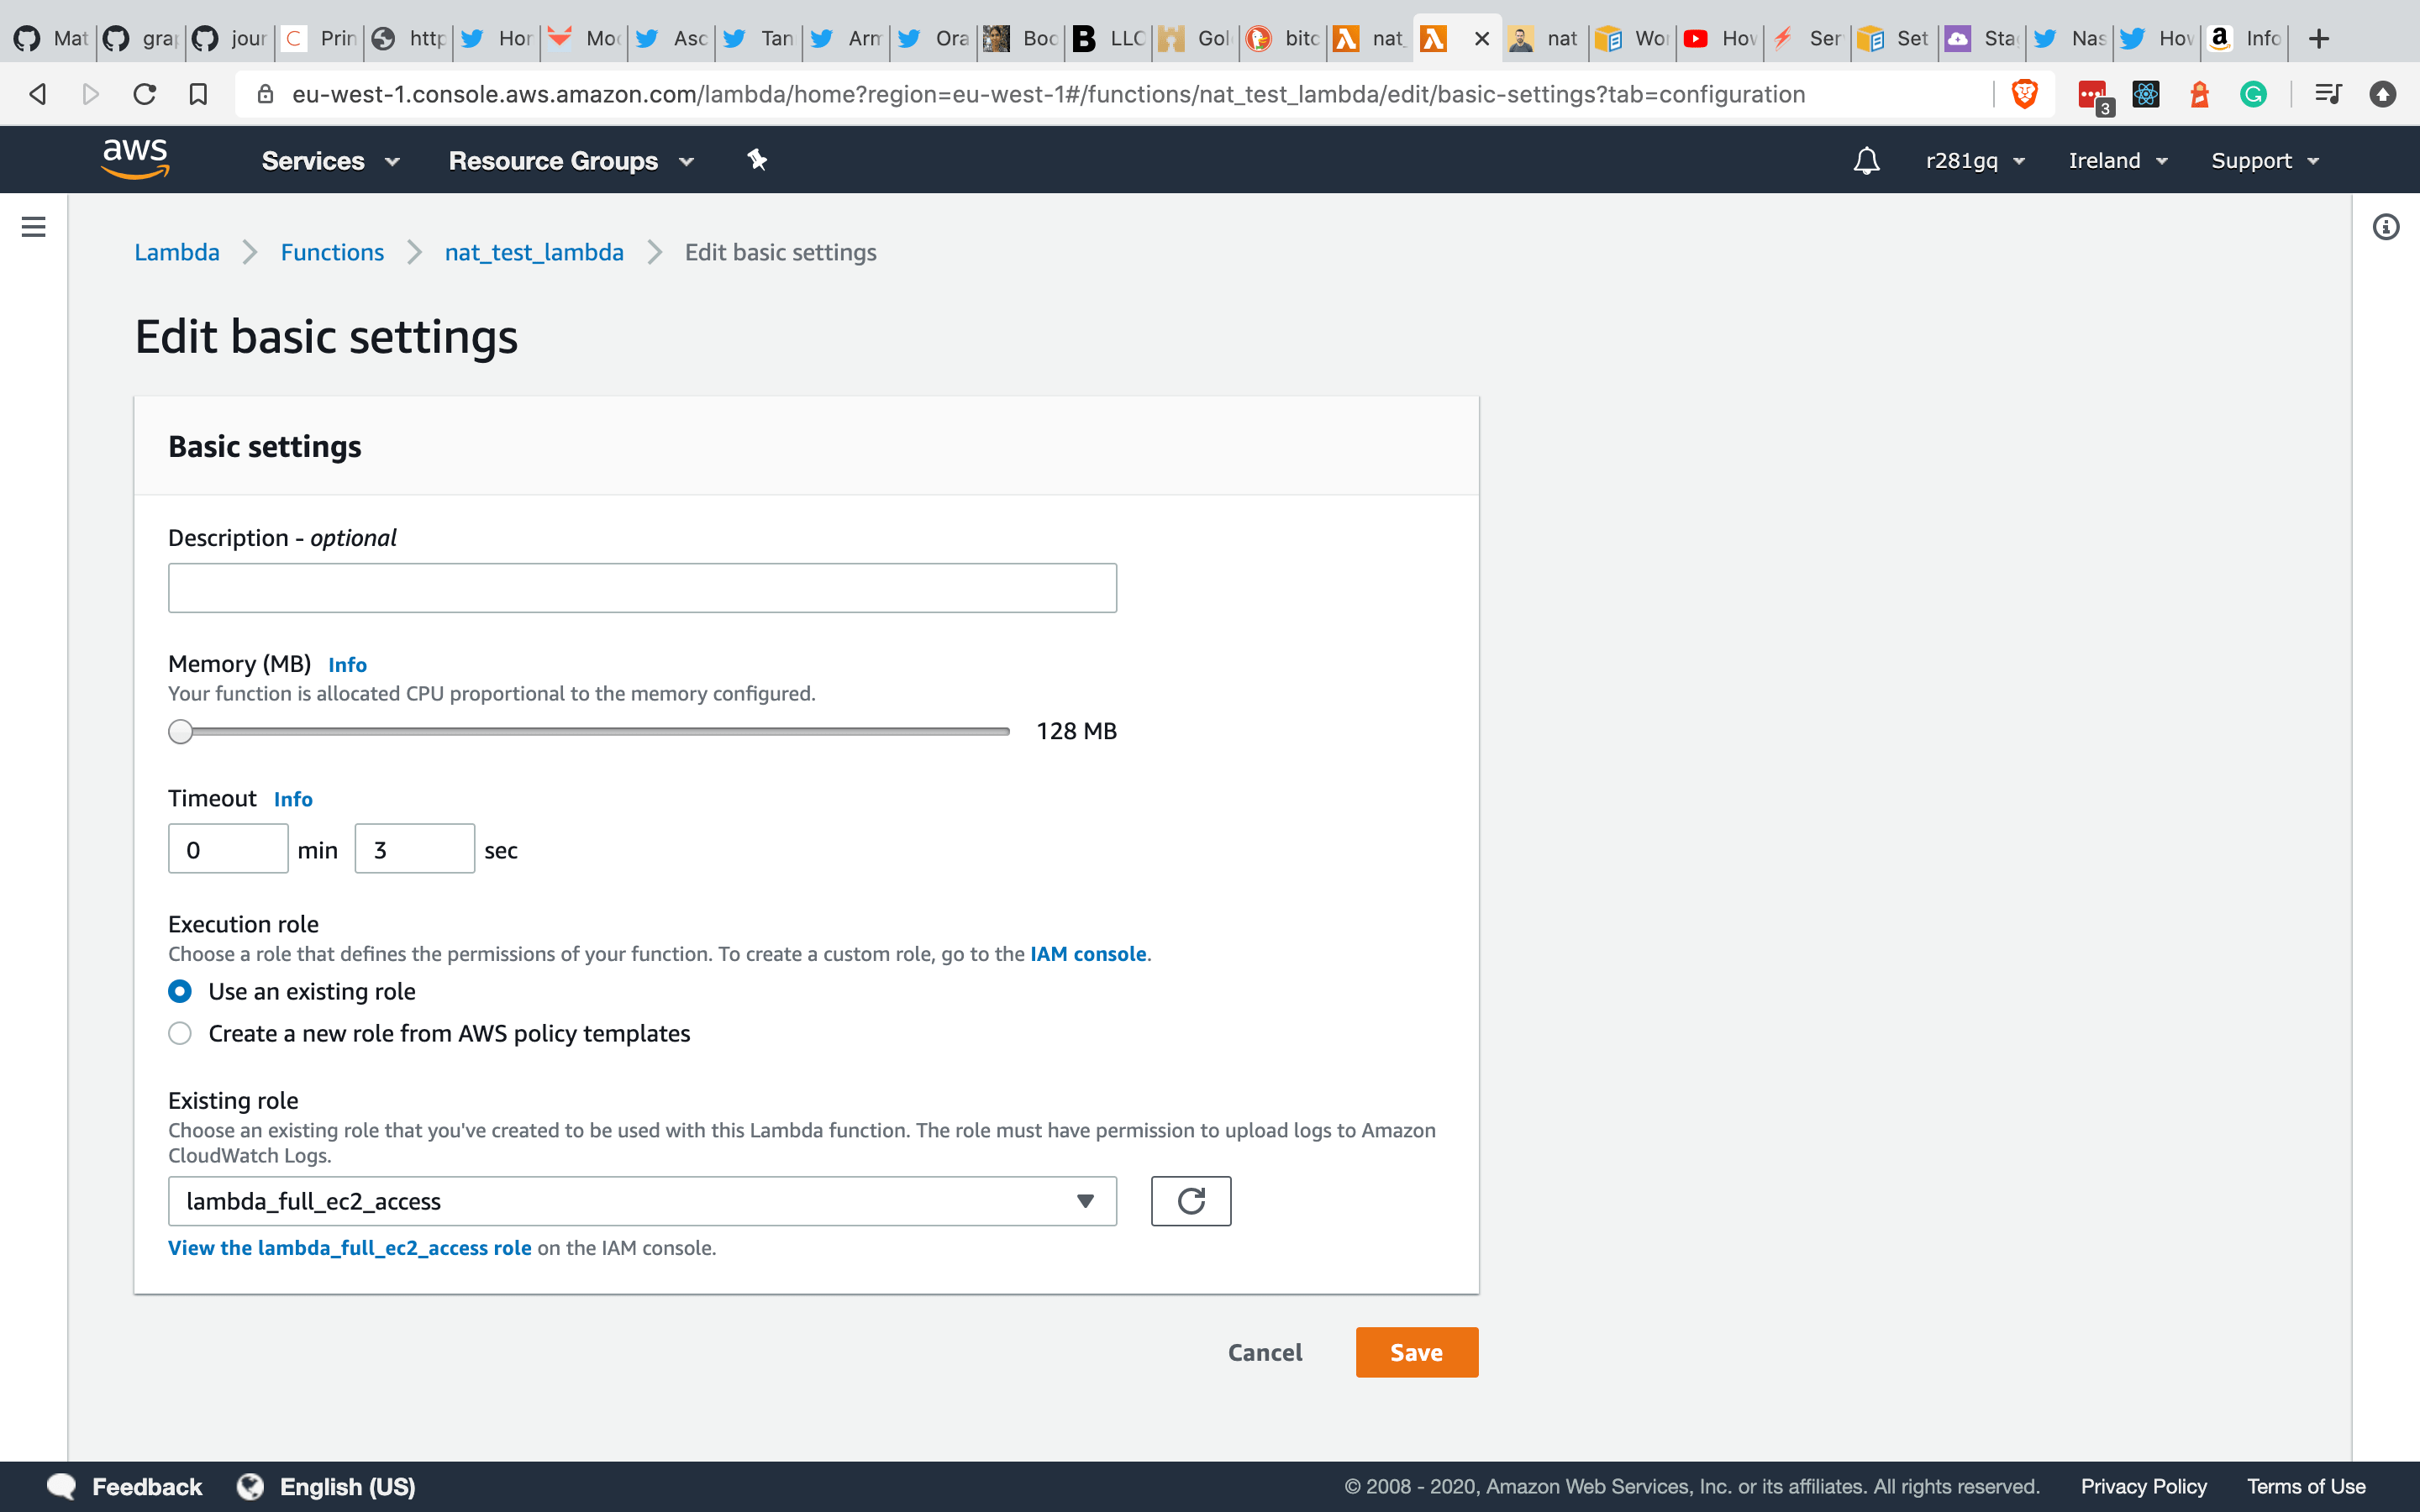 Mat gra jour Prin http Hor Moc Asc Tan Arm Ora Boo LLC Gol bitc nat_ nat Wor How Ser Set Sta Nas How Info
eu-west-1.console.aws.amazon.com/lambda/home?region=eu-west-1#/functions/nat_test_lambda/edit/basic-settings?tab=configuration
3
aws Services Resource Groups r281gq Ireland Support
Lambda Functions nat_test_lambda Edit basic settings
Edit basic settings
Basic settings
Description - optional
Memory (MB) Info
Your function is allocated CPU proportional to the memory configured.
128 MB
Timeout Info
0 min 3 sec
Execution role
Choose a role that defines the permissions of your function. To create a custom role, go to the IAM console.
Use an existing role
Create a new role from AWS policy templates
Existing role
Choose an existing role that you've created to be used with this Lambda function. The role must have permission to upload logs to Amazon
CloudWatch Logs.
lambda_full_ec2_access
View the lambda_full_ec2_access role on the IAM console.
Cancel Save
Feedback English (US) © 2008 - 2020, Amazon Web Services, Inc. or its affiliates. All rights reserved. Privacy Policy Terms of Use